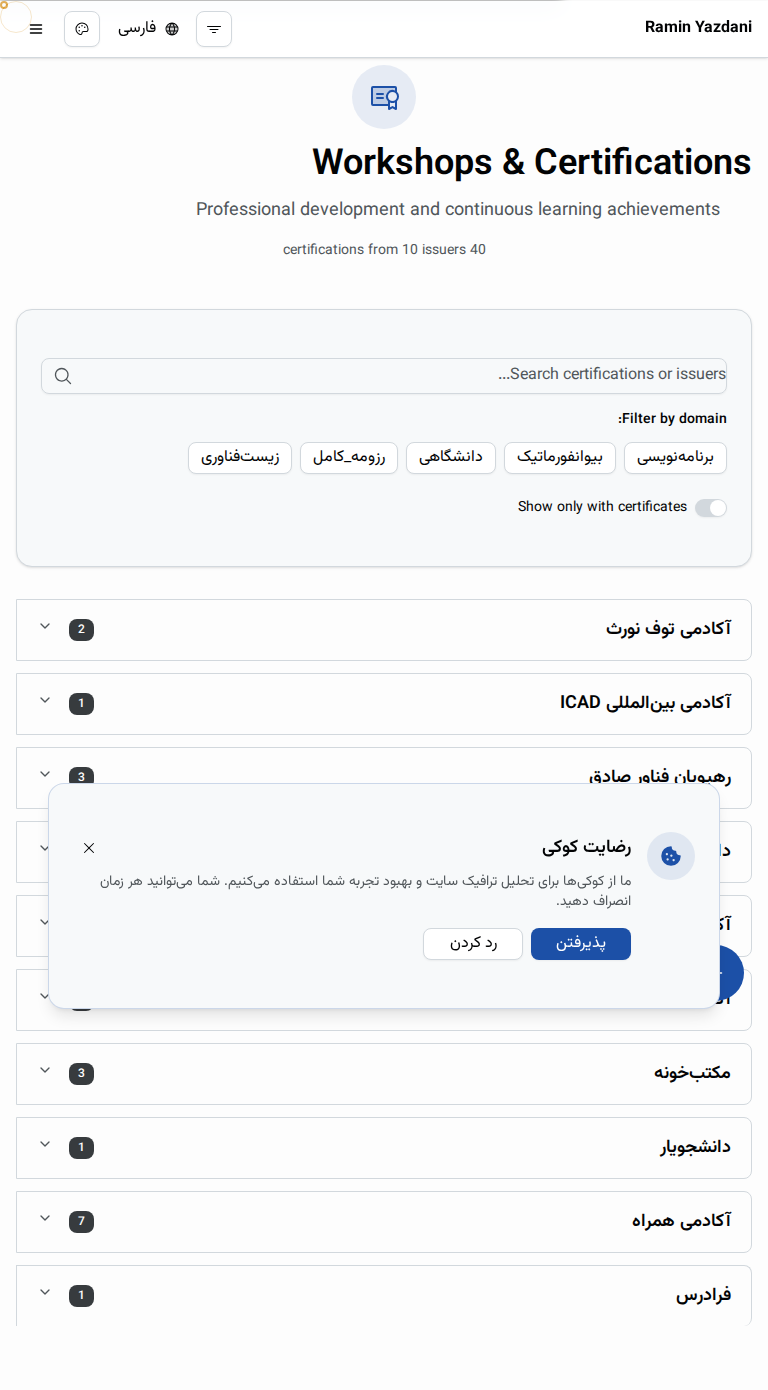 Ramin Yazdani
فارسی
Workshops & Certifications
Professional development and continuous learning achievements
certifications from 10 issuers 40
...Search certifications or issuers
:Filter by domain
برنامه‌نویسی
بیوانفورماتیک
دانشگاهی
رزومه_کامل
زیست‌فناوری
Show only with certificates
آکادمی توف نورث
2
آکادمی بین‌المللی ICAD
1
رهپویان فناور صادق
3
رضایت کوکی
ما از کوکی‌ها برای تحلیل ترافیک سایت و بهبود تجربه شما استفاده می‌کنیم. شما می‌توانید هر زمان
انصراف دهید.
پذیرفتن
رد کردن
مکتب‌خونه
3
دانشجویار
1
آکادمی همراه
7
فرادرس
1